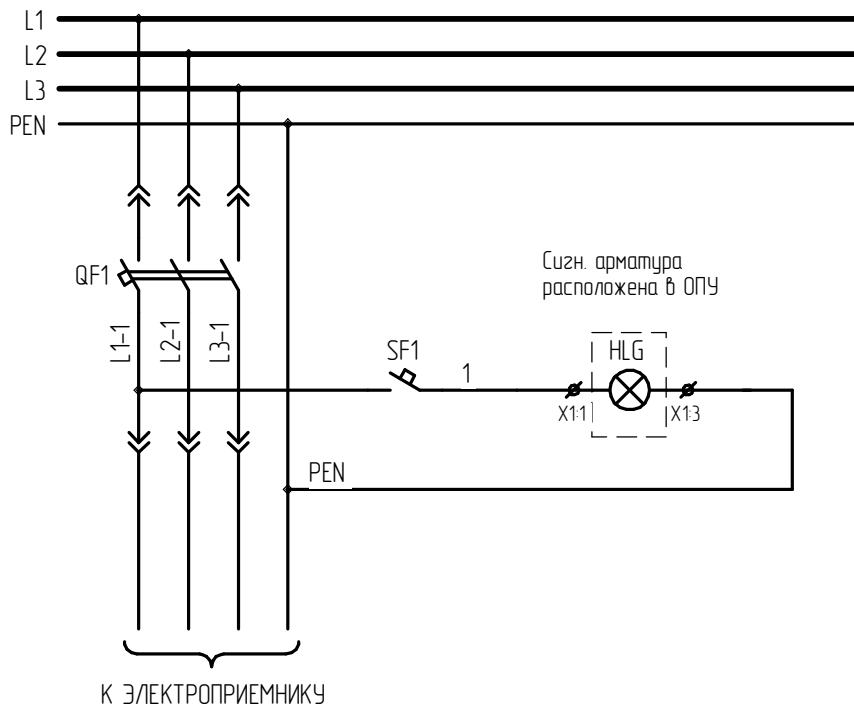 L1
L2
L3
PEN
Сигн. арматура
расположена в ОПУ
QF1
L1-1
L2-1
L3-1
SF1
1
HLG
X1:1
X1:3
PEN
К ЭЛЕКТРОПРИЕМНИКУ